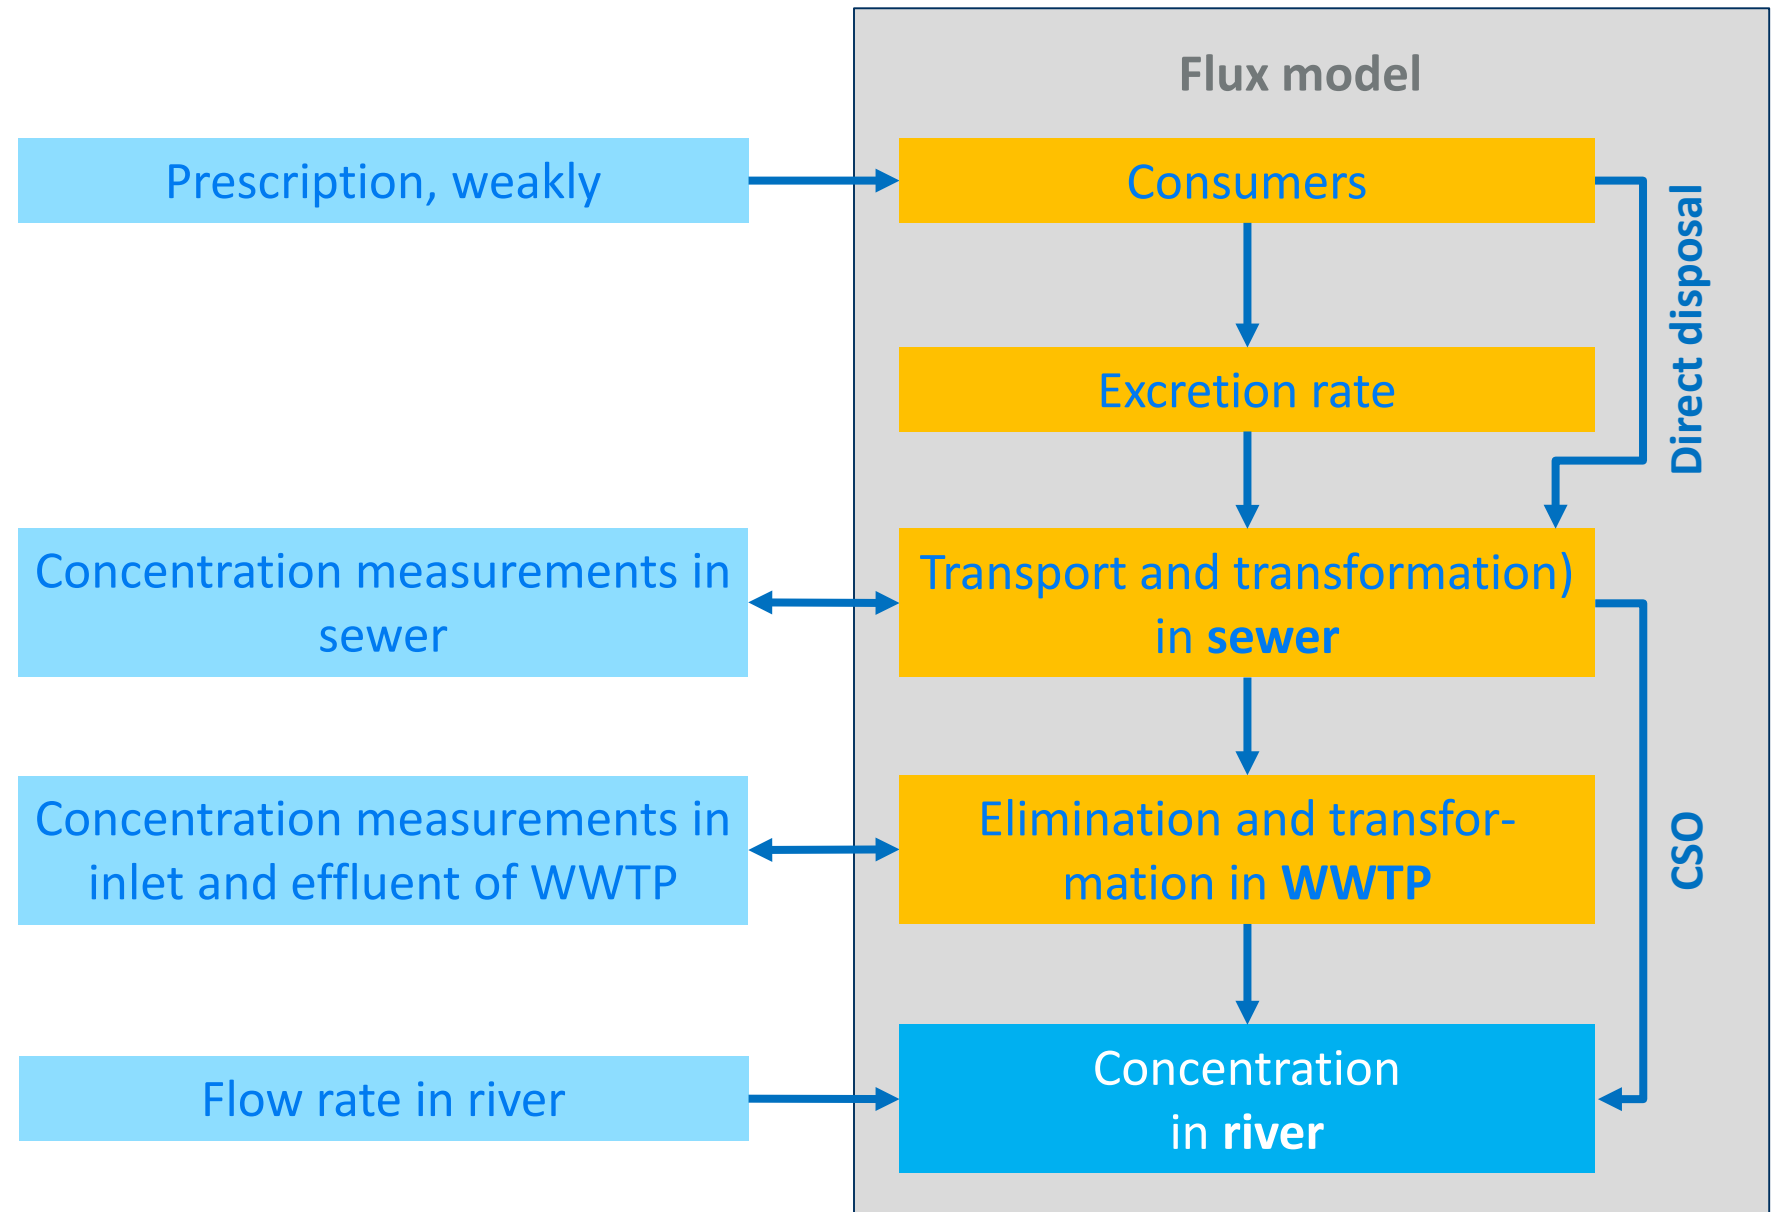 Flux model
Prescription, weakly
Consumers
Direct disposal
Excretion rate
Concentration measurements in
sewer
Transport and transformation)
in sewer
Concentration measurements in
inlet and effluent of WWTP
Elimination and transfor-
mation in WWTP
CSO
Flow rate in river
Concentration
in river